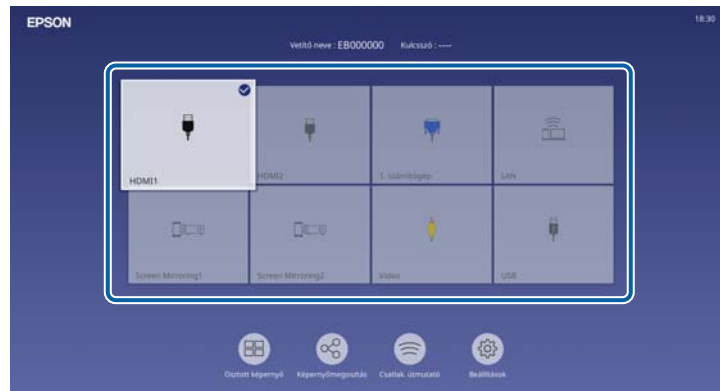 EPSON
18:30
Vetítő neve : EB000000 Kulcsszó : ----
HDMI1 HDMI2 1. számítógép LAN
Screen Mirroring1 Screen Mirroring2 Video USB
Osztott képernyő Képernyőmegosztás Csatlak. útmutató Beállítások